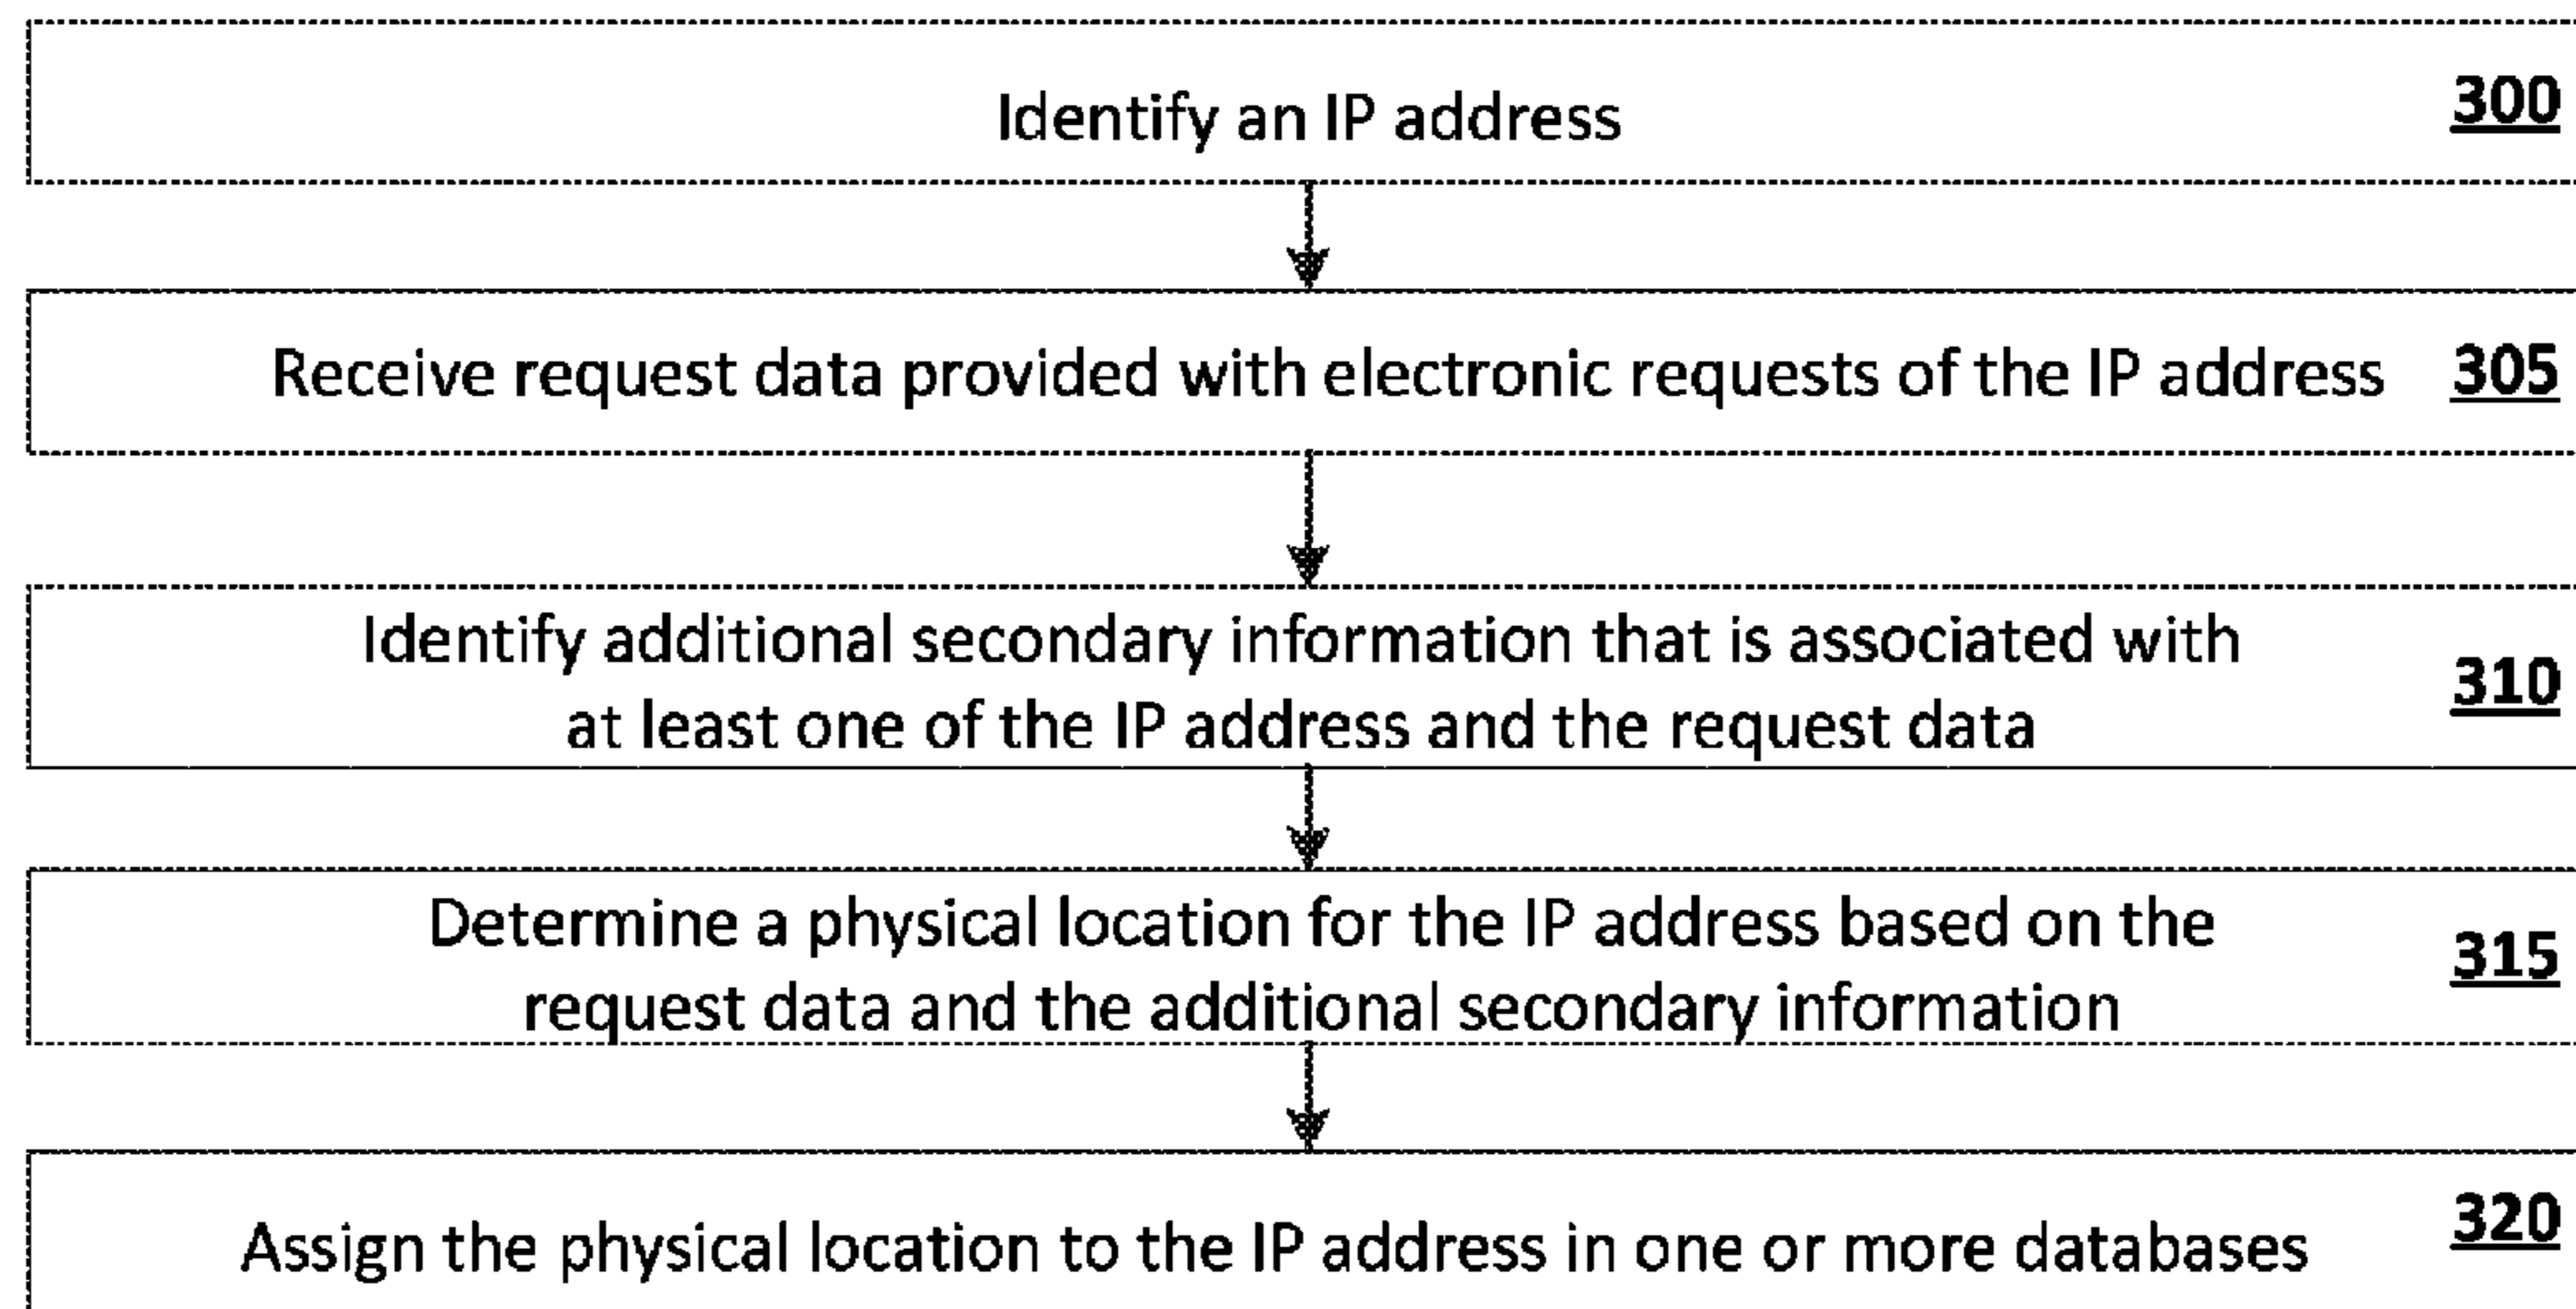 Identify an IP address 300
Receive request data provided with electronic requests of the IP address 305
Identify additional secondary information that is associated with
at least one of the IP address and the request data 310
Determine a physical location for the IP address based on the
request data and the additional secondary information 315
Assign the physical location to the IP address in one or more databases 320